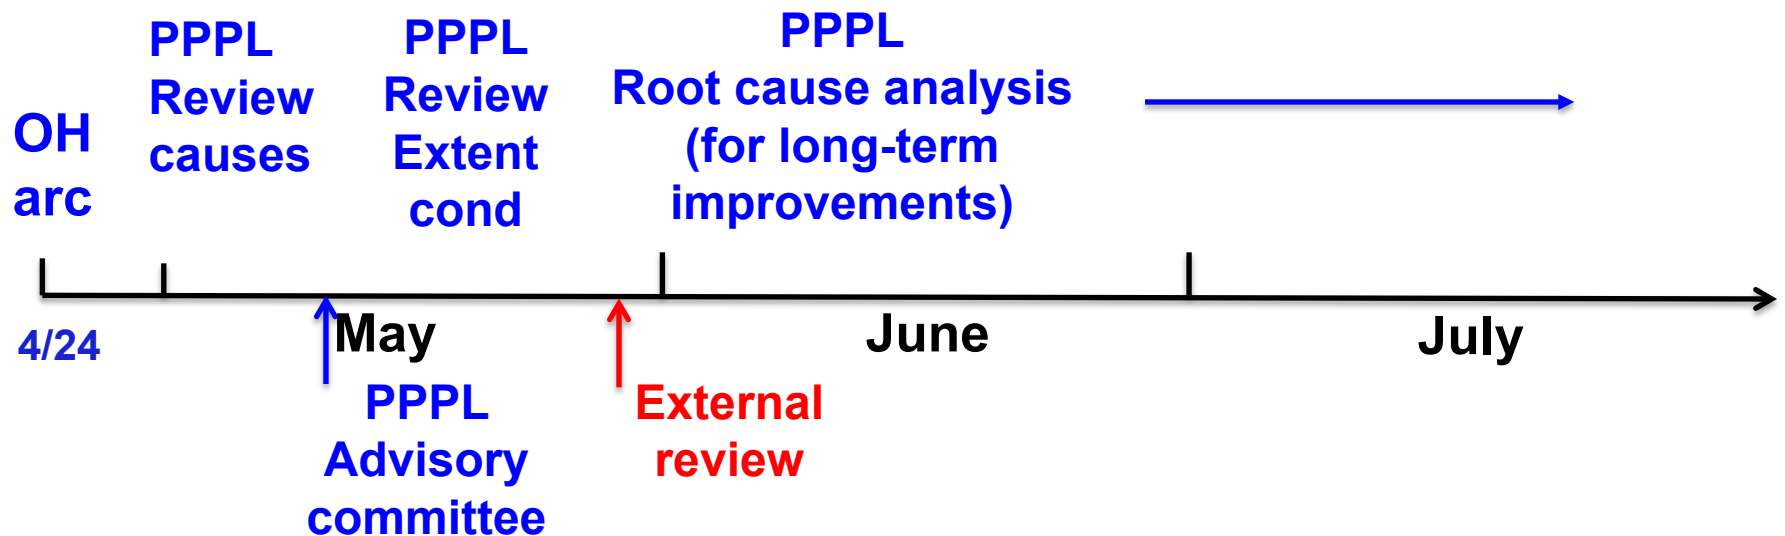 OH
arc
PPPL
Review
causes
PPPL
Review
Extent
cond
PPPL
Root cause analysis
(for long-term
improvements)
4/24
May
June
July
PPPL
Advisory
committee
External
review